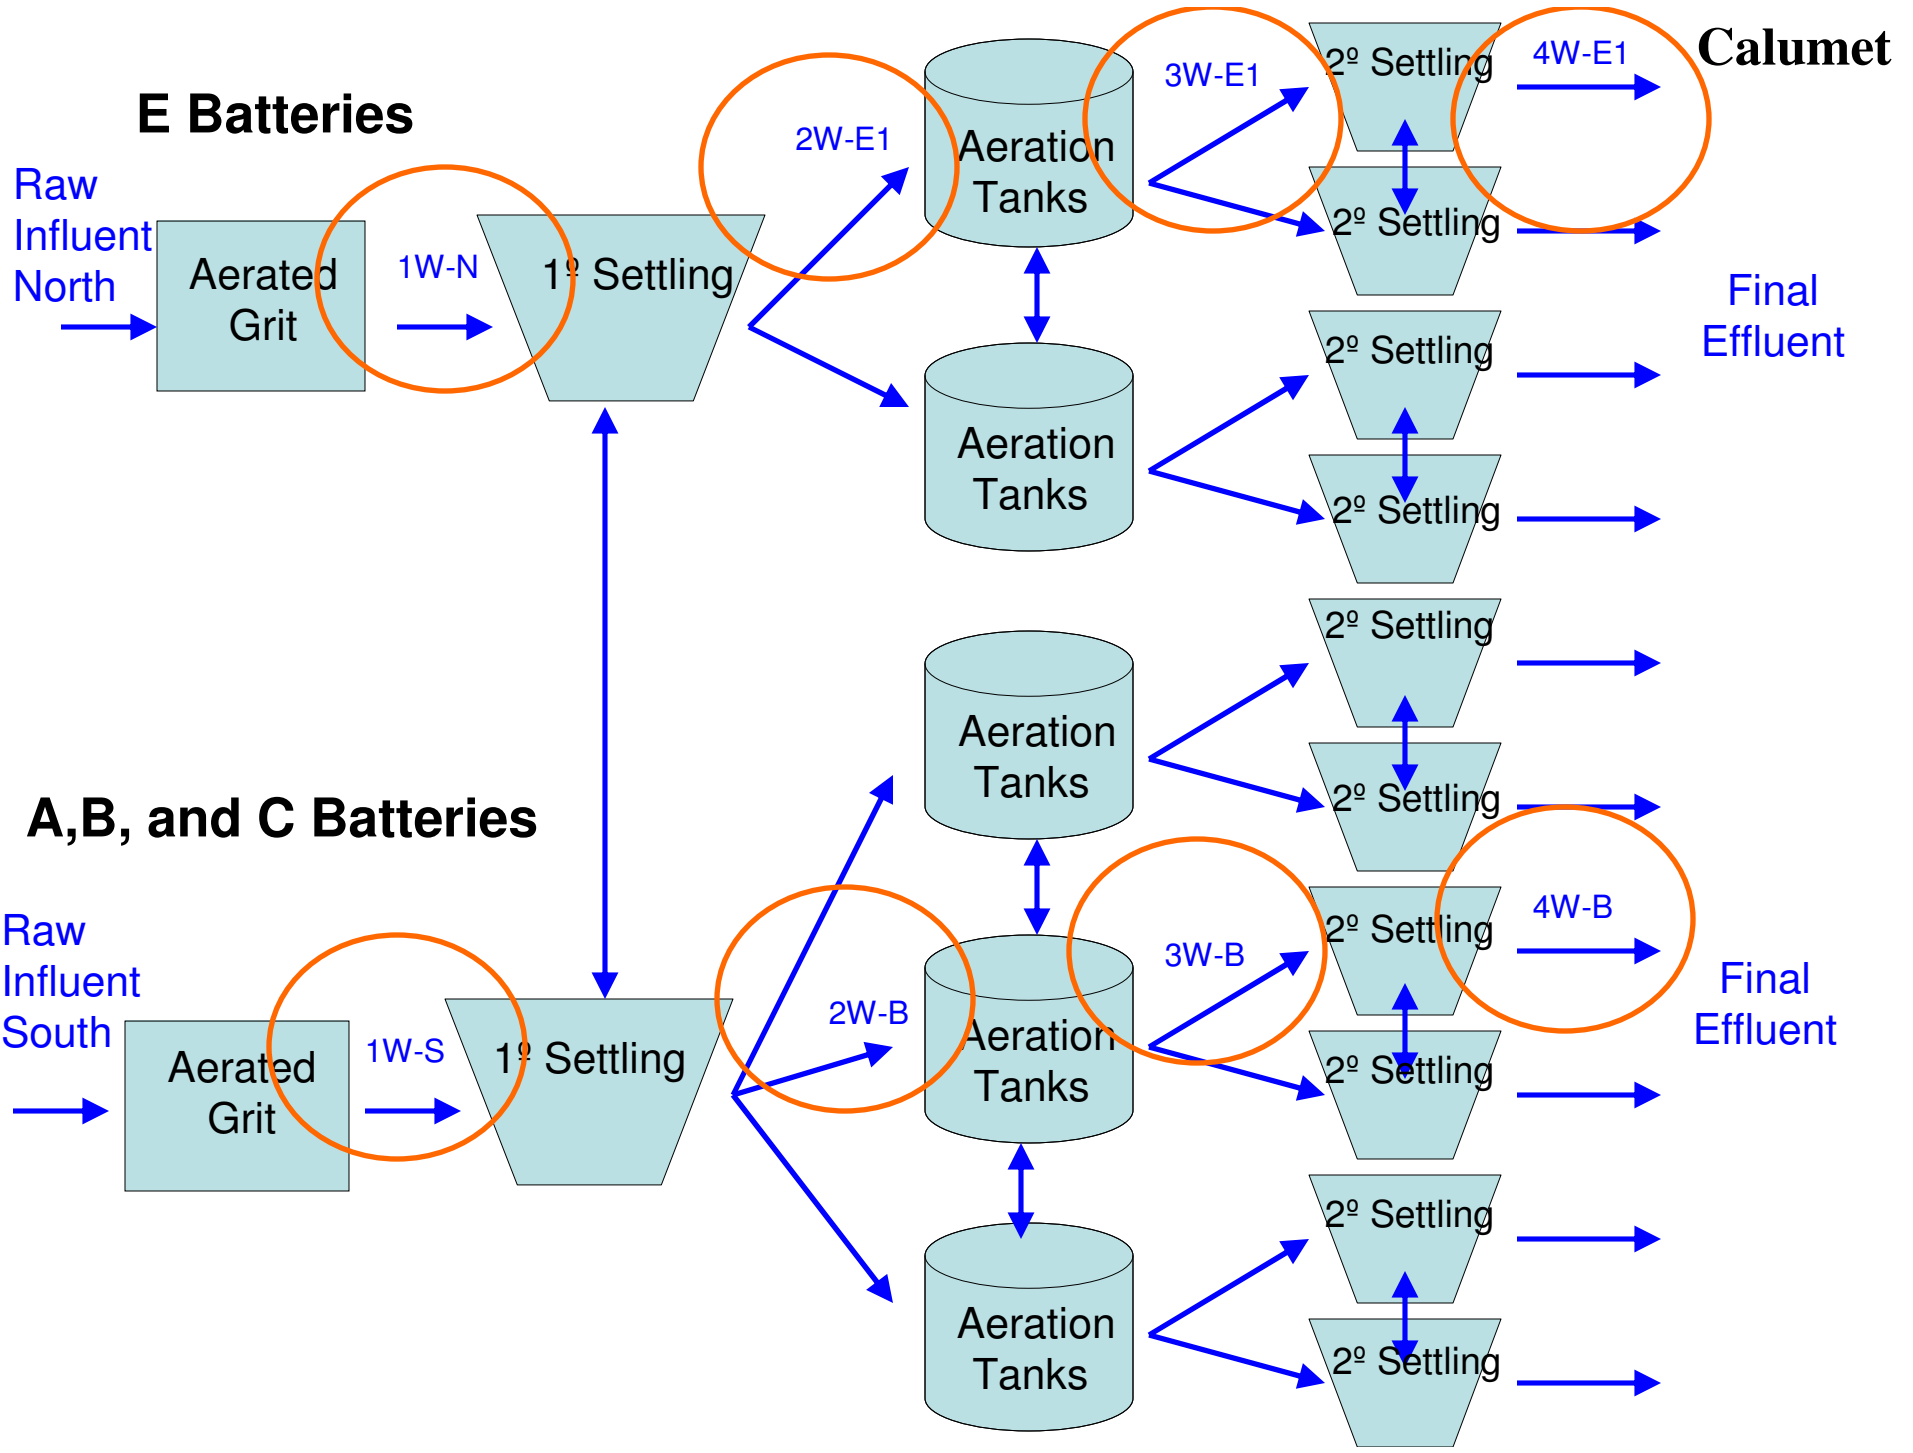 Calumet
E Batteries
Raw
Influent
North
Aerated
Grit
1W-N
1º Settling
2W-E1
Aeration
Tanks
3W-E1
2º Settling
4W-E1
2º Settling
Final
Effluent
Aeration
Tanks
2º Settling
2º Settling
A,B, and C Batteries
Raw
Influent
South
Aerated
Grit
1W-S
1º Settling
Aeration
Tanks
2º Settling
2º Settling
2W-B
Aeration
Tanks
3W-B
2º Settling
4W-B
2º Settling
Final
Effluent
Aeration
Tanks
2º Settling
2º Settling